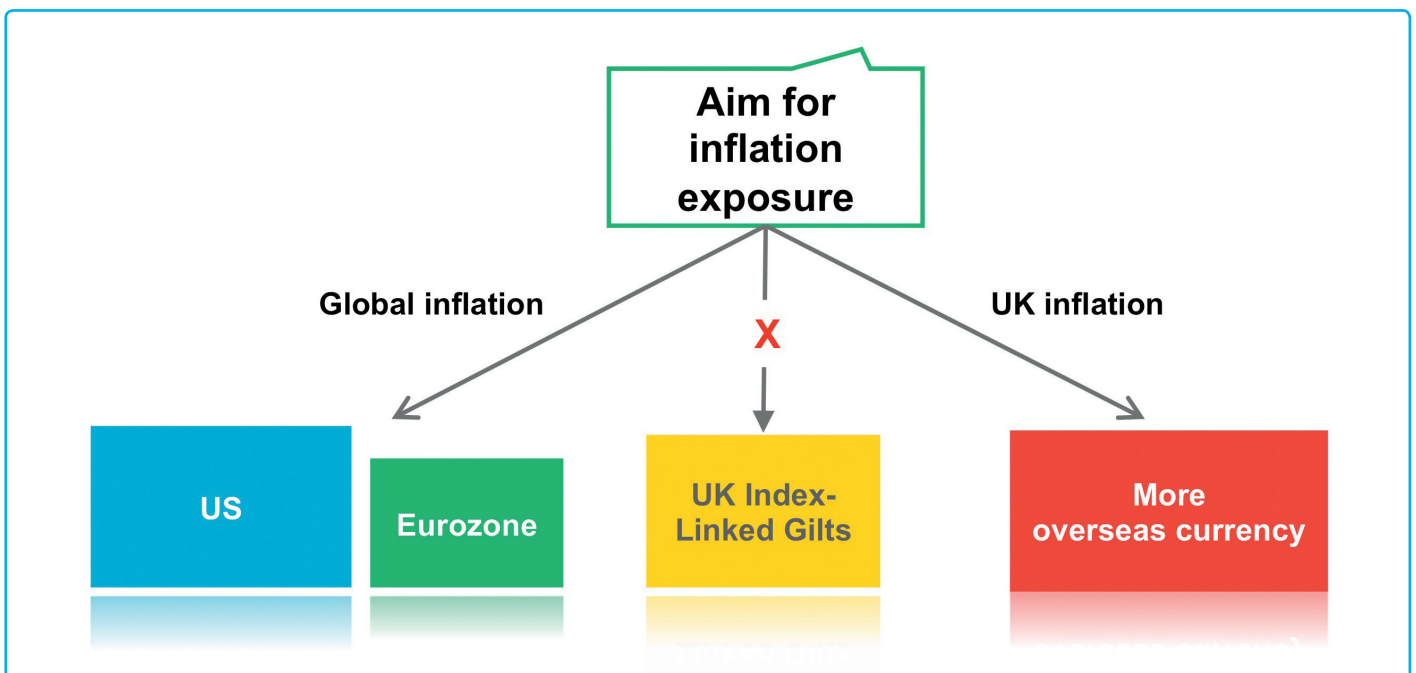 Aim for
inflation
exposure
Global inflation
UK inflation
X
US
Eurozone
UK Index-
Linked Gilts
More
overseas currency